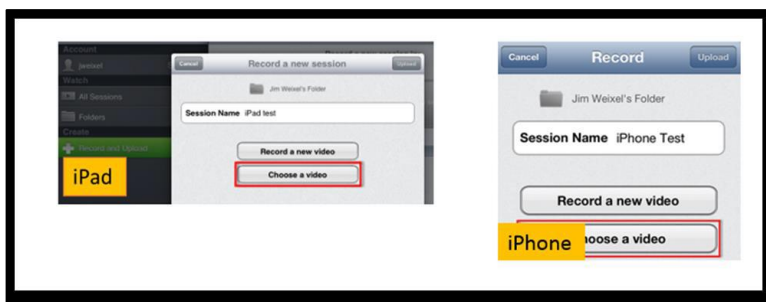 Account
jweixel
Watch
All Sessions
Folders
Create
Record and Upload
iPad
Cancel
Record a new session
Upload
Jim Weixel's Folder
Session Name iPad test
Record a new video
Choose a video
Cancel
Record
Upload
Jim Weixel's Folder
Session Name iPhone Test
Record a new video
oose a video
iPhone